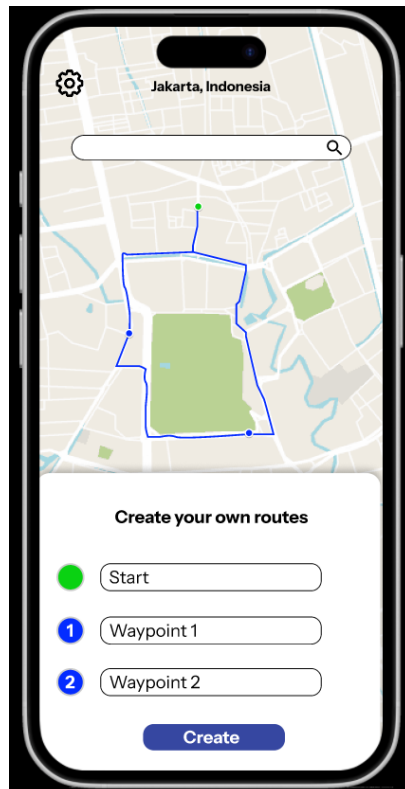 Jakarta, Indonesia
Create your own routes
Start
1 Waypoint 1
2 Waypoint 2
Create